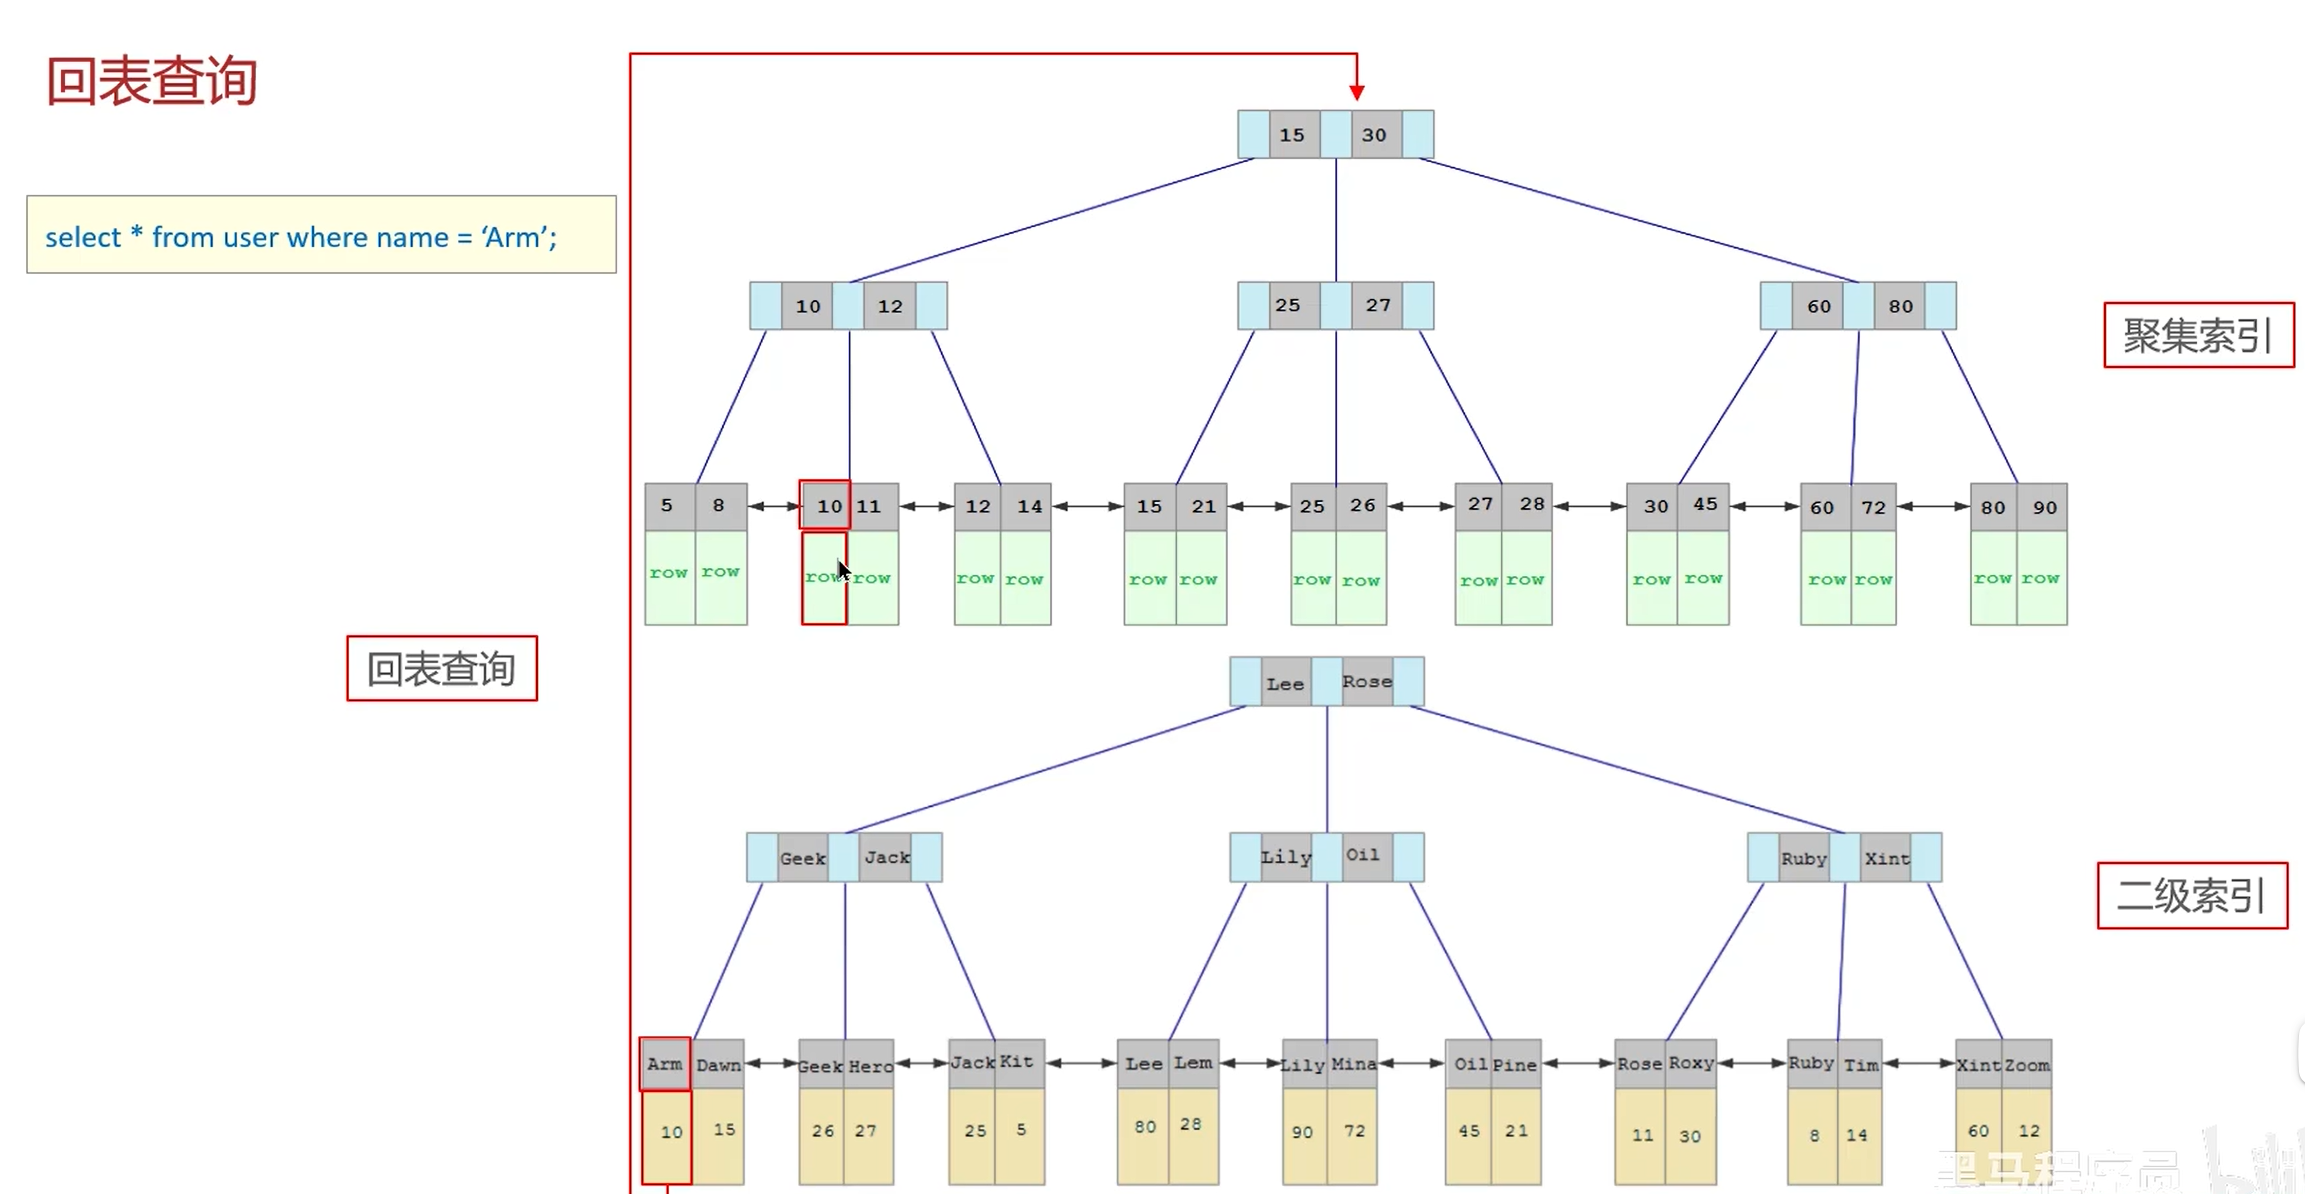 回表查询
select * from user where name = ‘Arm’;
15 30
10 12
25 27
60 80
聚集索引
5 8 10 11 12 14 15 21 25 26 27 28 30 45 60 72 80 90
row row row row row row row row row row row row row row row row row row
回表查询
Lee Rose
Geek Jack
Lily Oil
Ruby Xint
二级索引
Arm Dawn Geek Hero Jack Kit Lee Lem Lily Mina Oil Pine Rose Roxy Ruby Tim Xint Zoom
10 15 26 27 25 5 80 28 90 72 45 21 11 30 8 14 60 12
黑马程序员